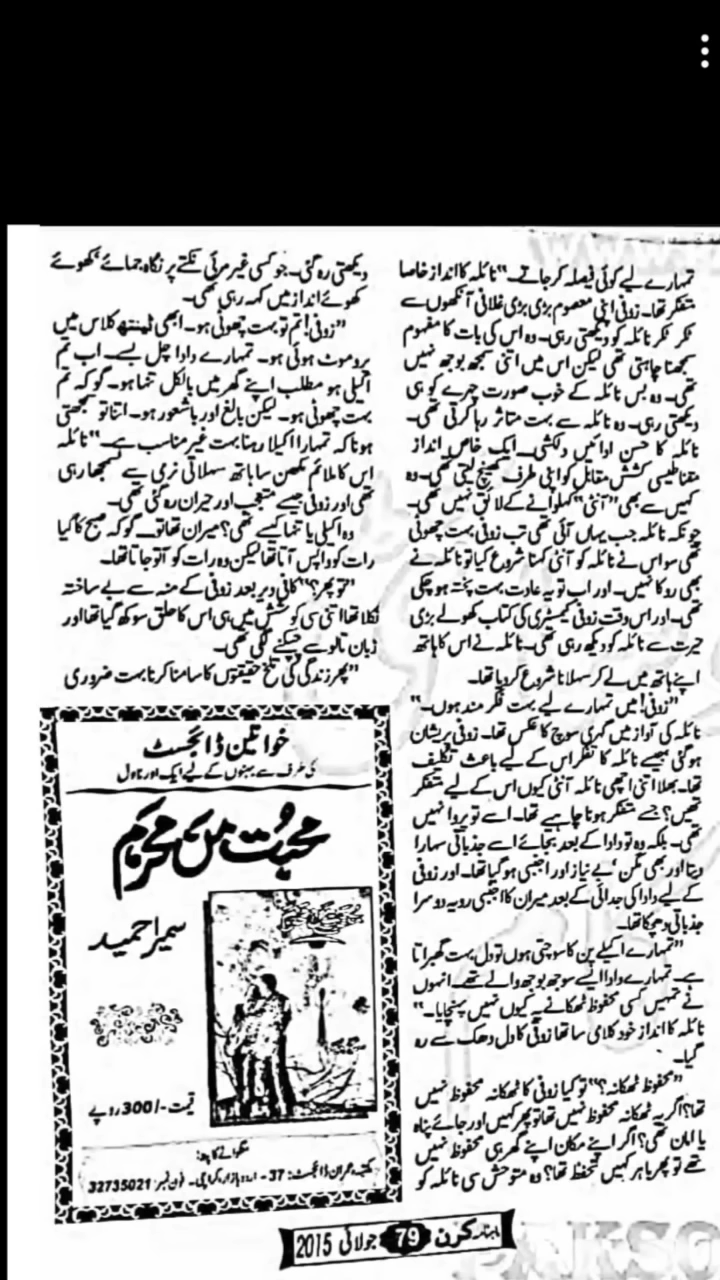 تمہارے لیے کوئی فیصلہ کر جاتے۔" نائلہ کا انداز خاصا
متفکر تھا۔ زونی اپنی معصوم بڑی بڑی غلافی آنکھوں سے
ٹکر ٹکر نائلہ کو دیکھتی رہی۔ وہ اس کی بات کا مفہوم
سمجھنا چاہتی تھی لیکن اس میں اتنی سمجھ بوجھ نہیں
تھی۔ وہ بس نائلہ کے خوب صورت چہرے کو ہی
دیکھتی رہی۔ وہ نائلہ سے بہت متاثر رہا کرتی تھی۔
نائلہ کا حسن ادائیں دلکشی۔ ایک خاص انداز
مقناطیسی کشش مقابل کو اپنی طرف کھینچ لیتی تھی۔ وہ
کہیں سے بھی "آنٹی" کہلوانے کے لائق نہیں تھی۔
چونکہ نائلہ جب یہاں آئی تھی تب زونی بہت چھوٹی
تھی سو اس نے نائلہ کو آنٹی کہنا شروع کیا تو نائلہ نے
بھی روکا نہیں۔ اور اب تو یہ عادت بہت پختہ ہو چکی
تھی۔ اور اس وقت زونی کیمسٹری کی کتاب کھولے بڑی
حیرت سے نائلہ کو دیکھ رہی تھی۔ نائلہ نے اس کا ہاتھ
اپنے ہاتھ میں لے کر سہلانا شروع کر دیا تھا۔
"زونی! میں تمہارے لیے بہت فکر مند ہوں۔"
نائلہ کی آواز میں گہری سوچ کا عکس تھا۔ زونی پریشان
ہو گئی جیسے نائلہ کا تفکر اس کے لیے باعث تکلیف
تھا۔ بھلا اتنی اچھی نائلہ آنٹی کیوں اس کے لیے متفکر
تھیں؟ جسے متفکر ہونا چاہیے تھا۔ اسے تو پروا نہیں
تھی۔ بلکہ وہ تو دادا کے بعد بجائے اسے جذباتی سہارا
دیتا اور بھی مگن بے نیاز اور اجنبی ہو گیا تھا۔ اور زونی
کے لیے دادا کی جدائی کے بعد میران کا اجنبی رویہ دوسرا
جذباتی دھچکا تھا۔
"تمہارے اکیلے پن کا سوچتی ہوں تو دل بہت گھبراتا
ہے۔ تمہارے دادا ایسے سوجھ بوجھ والے تھے۔ انہوں
نے تمہیں کسی محفوظ ٹھکانے پہ کیوں نہیں پہنچایا۔"
نائلہ کا انداز خود کلامی سا تھا زونی کا دل دھک سے رہ
گیا۔
"محفوظ ٹھکانہ؟" تو کیا زونی کا ٹھکانہ محفوظ نہیں
تھا؟ اگر یہ ٹھکانہ محفوظ نہیں تھا تو پھر کہیں اور جائے پناہ
یا امان تھی؟ اگر اپنے مکان اپنے گھر ہی محفوظ نہیں
تھے تو پھر باہر کہیں تحفظ تھا؟ وہ متوحش سی نائلہ کو
دیکھتی رہ گئی۔ جو کسی غیر مرئی نکتے پر نگاہ جمائے کھوئے
کھوئے انداز میں کہہ رہی تھی۔
"زونی! تم تو بہت چھوٹی ہو۔ ابھی ٹینتھ کلاس میں
پروموٹ ہوئی ہو۔ تمہارے دادا چل بسے۔ اب تم
اکیلی ہو مطلب اپنے گھر میں بالکل تنہا ہو۔ گو کہ تم
بہت چھوٹی ہو۔ لیکن بالغ اور باشعور ہو۔ اتنا تو سمجھتی
ہونا کہ تمہارا اکیلا رہنا بہت غیر مناسب ہے۔" نائلہ
اس کا ملائم مکھن سا ہاتھ سہلاتی نرمی سے سمجھا رہی
تھی اور زونی جیسے متعجب اور حیران رہ گئی تھی۔
وہ اکیلی یا تنہا کیسے تھی؟ میران تھا تو۔ گو کہ صبح کا گیا
رات کو واپس آتا تھا لیکن وہ رات کو آ تو جاتا تھا۔
"تو پھر؟" کافی دیر بعد زونی کے منہ سے بے ساختہ
نکلا تھا اتنی سی کوشش میں ہی اس کا حلق سوکھ گیا تھا اور
زبان تالو سے چپکنے لگی تھی۔
"پھر زندگی کی تلخ حقیقتوں کا سامنا کرنا بہت ضروری
خواتین ڈائجسٹ
کی طرف سے بہنوں کے لیے ایک اور ناول
محبت من محرم
سمیرا حمید
قیمت -/300 روپے
منگوانے کا پتہ:
مکتبہ عمران ڈائجسٹ: 37 - اردو بازار، کراچی۔ فون نمبر: 32735021
ماہنامہ کرن 79 جولائی 2015